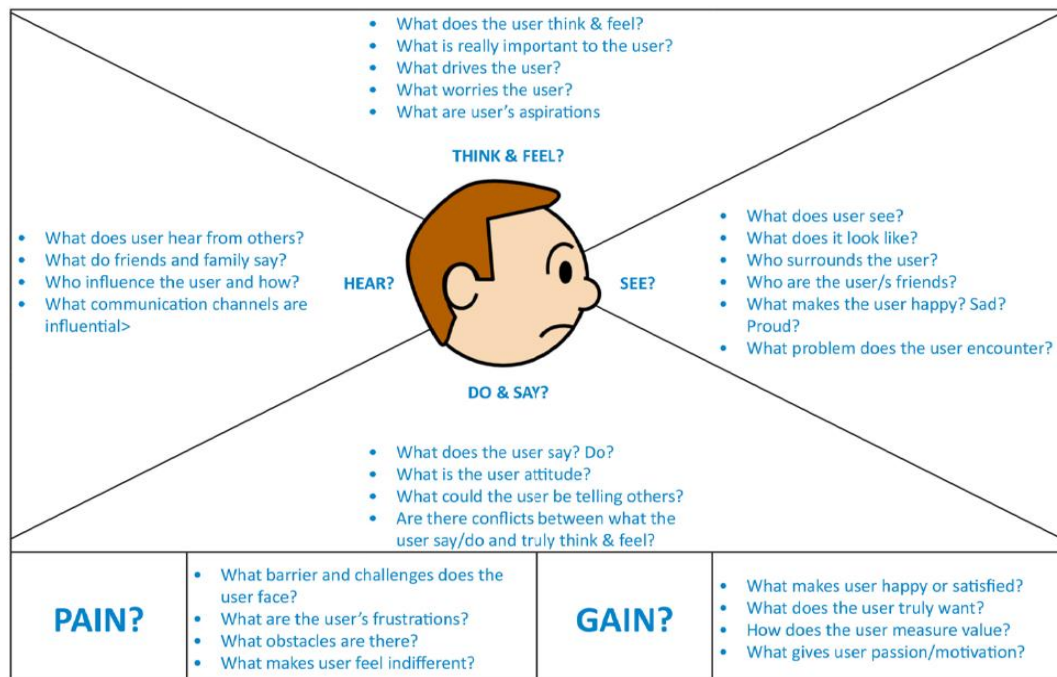 • What does the user think & feel?
• What is really important to the user?
• What drives the user?
• What worries the user?
• What are user's aspirations
THINK & FEEL?
• What does user hear from others?
• What do friends and family say?
• Who influence the user and how?
• What communication channels are
influential>
HEAR?
SEE?
• What does user see?
• What does it look like?
• Who surrounds the user?
• Who are the user/s friends?
• What makes the user happy? Sad?
Proud?
• What problem does the user encounter?
DO & SAY?
• What does the user say? Do?
• What is the user attitude?
• What could the user be telling others?
• Are there conflicts between what the
user say/do and truly think & feel?
PAIN?
• What barrier and challenges does the
user face?
• What are the user's frustrations?
• What obstacles are there?
• What makes user feel indifferent?
GAIN?
• What makes user happy or satisfied?
• What does the user truly want?
• How does the user measure value?
• What gives user passion/motivation?